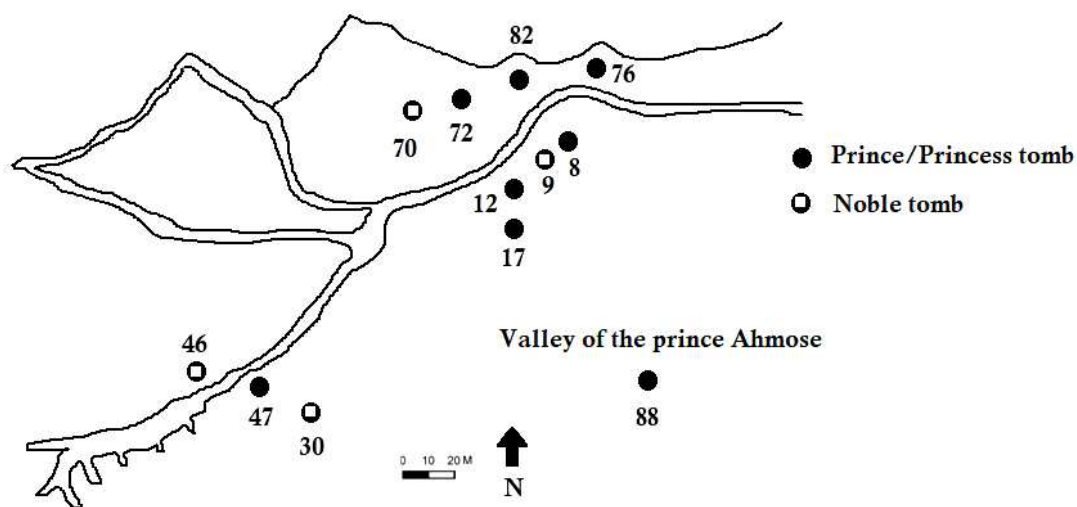 82
76
70
72
8
9
12
17
Prince/Princess tomb
Noble tomb
46
Valley of the prince Ahmose
47
30
88
0 10 20 M
N